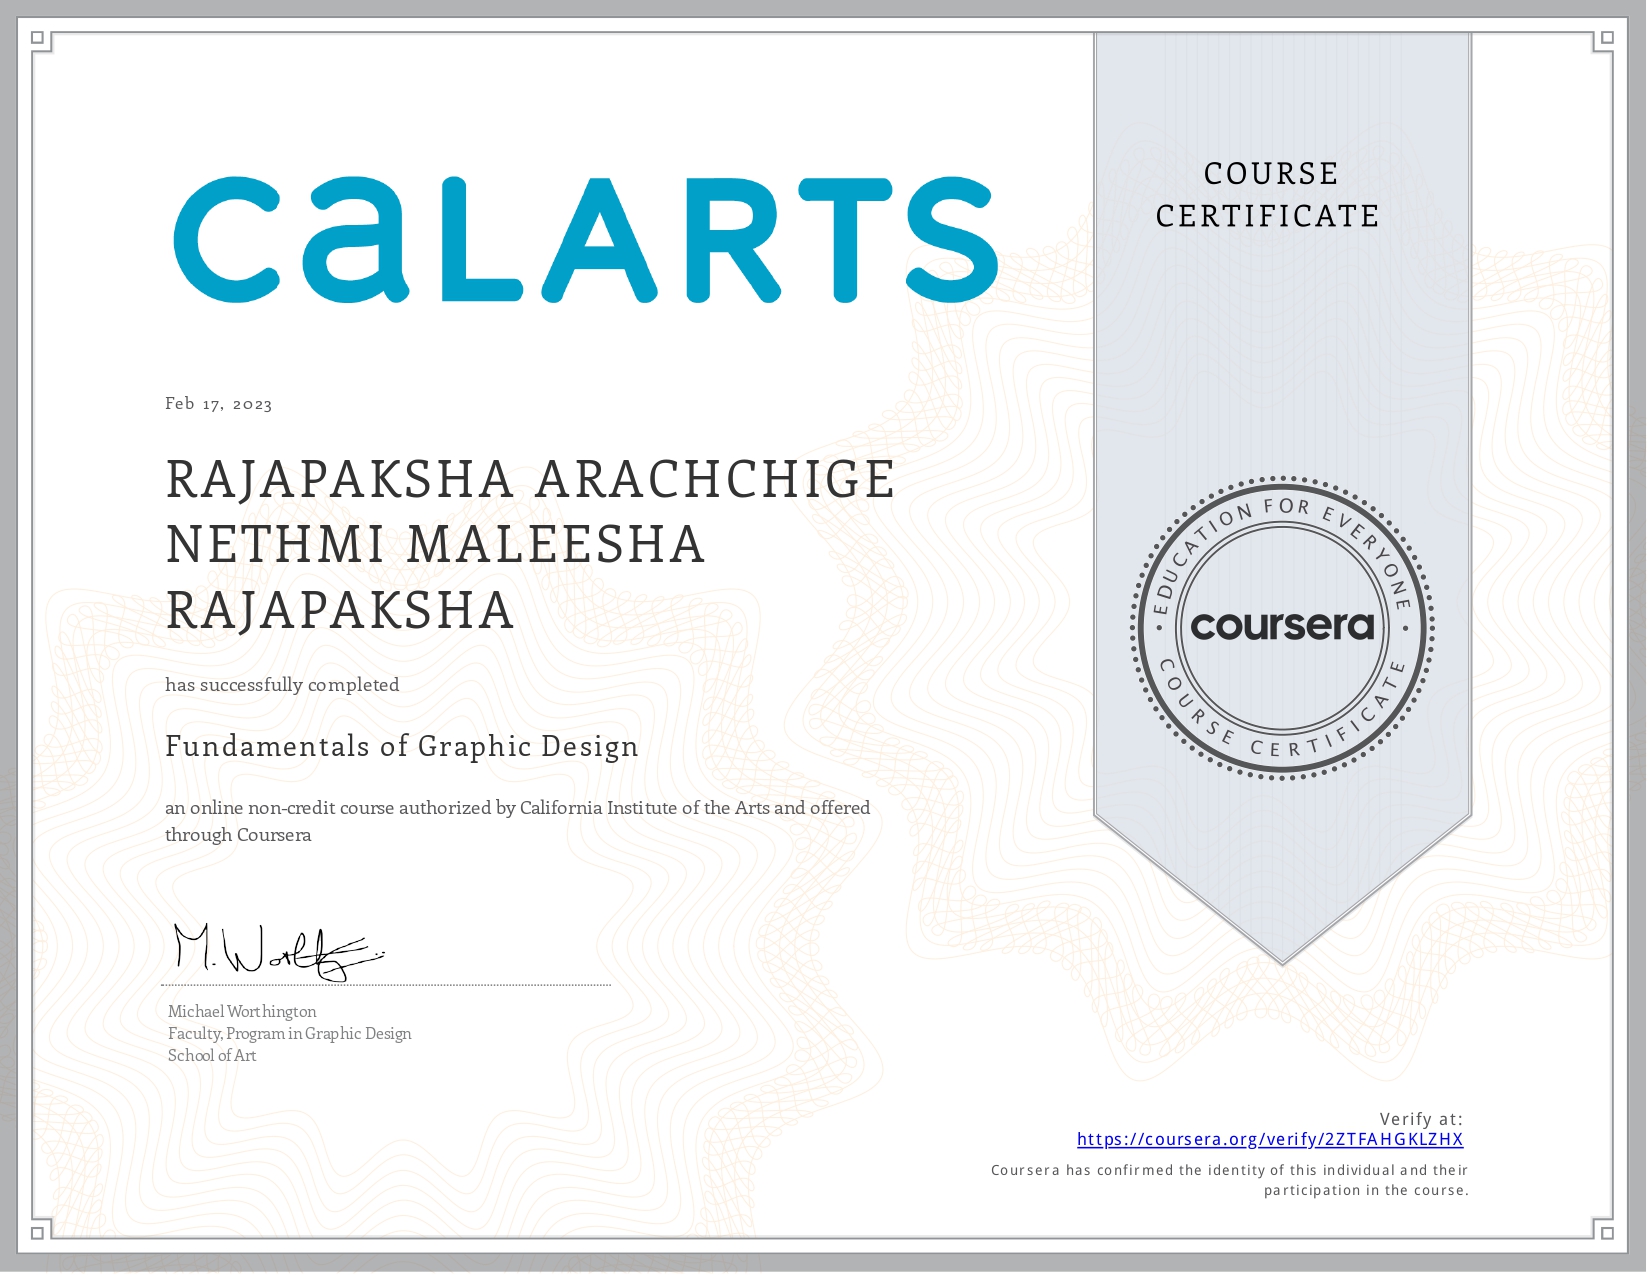 CaLARTS
COURSE
CERTIFICATE
Feb 17, 2023
RAJAPAKSHA ARACHCHIGE
NETHMI MALEESHA
RAJAPAKSHA
has successfully completed
Fundamentals of Graphic Design
an online non-credit course authorized by California Institute of the Arts and offered
through Coursera
EDUCATION FOR EVERYONE
coursera
COURSE CERTIFICATE
M. Worth
Michael Worthington
Faculty, Program in Graphic Design
School of Art
Verify at:
https://coursera.org/verify/2ZTFAHGKLZHX
Coursera has confirmed the identity of this individual and their
participation in the course.